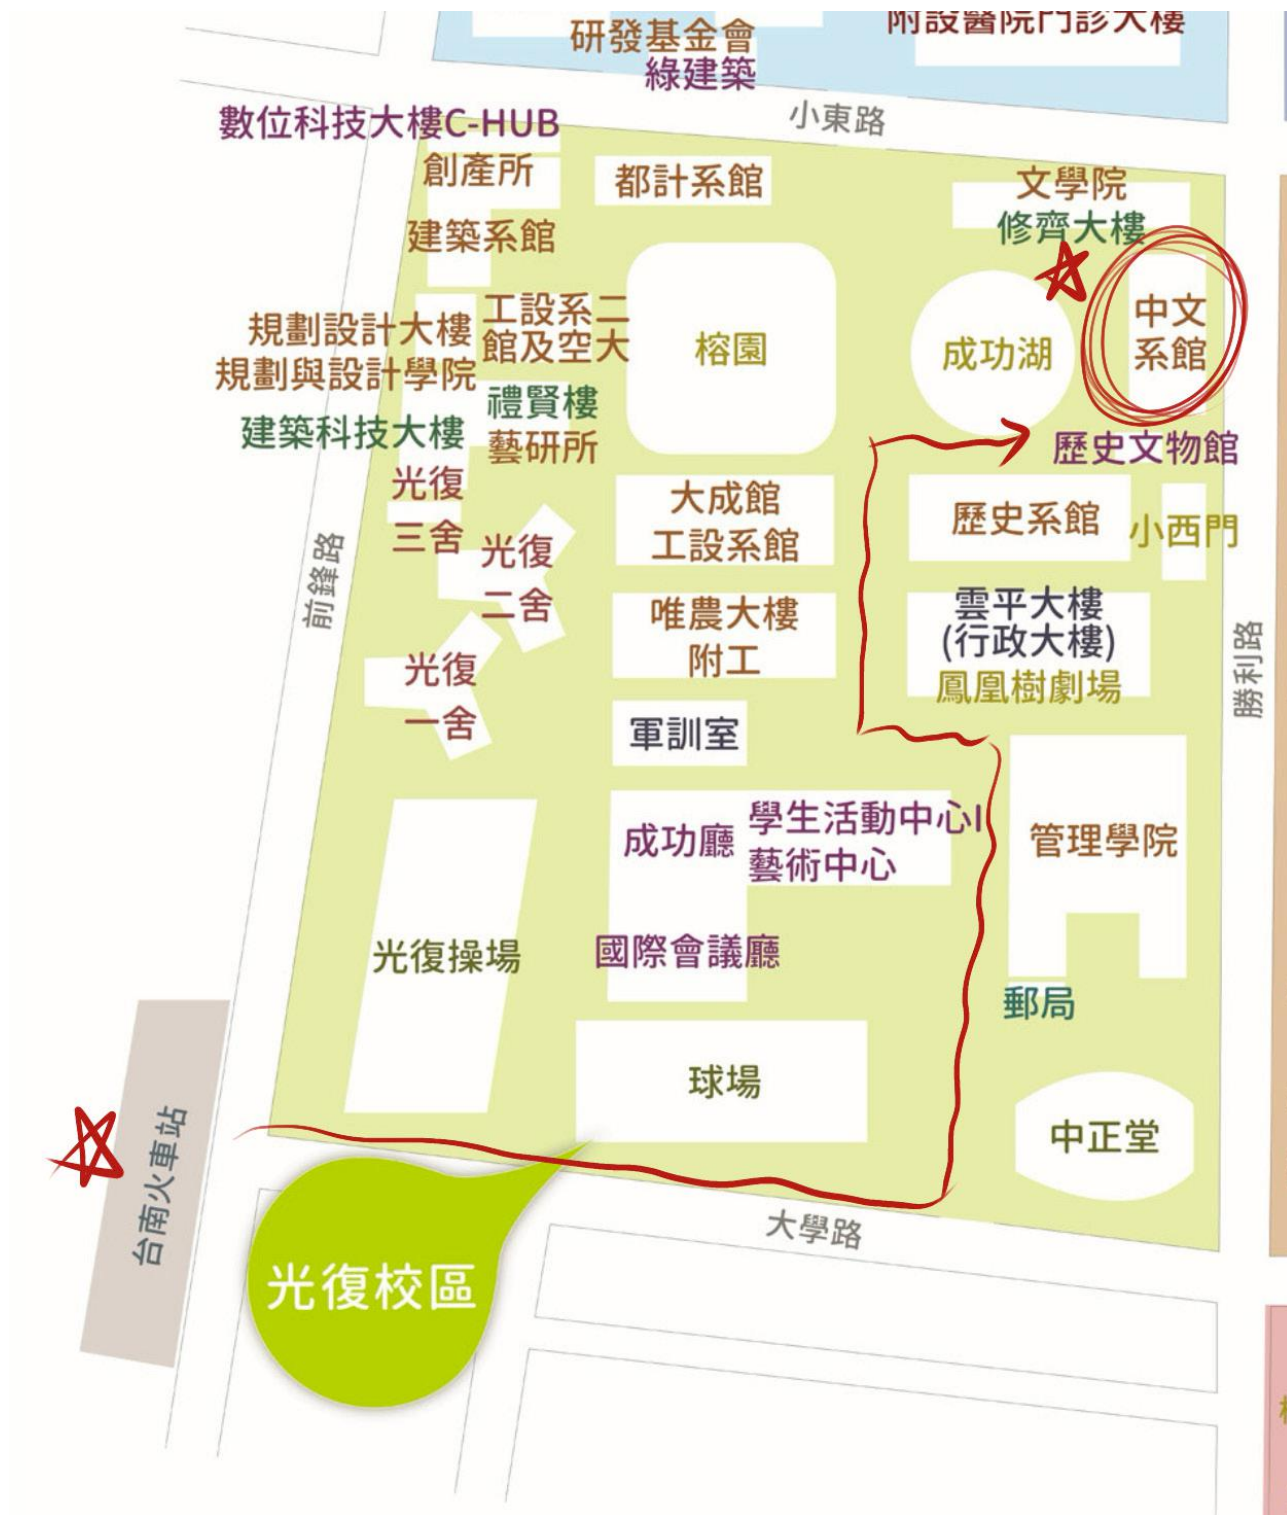 研發基金會
綠建築
附設醫院門診大樓
小東路
數位科技大樓C-HUB
創產所
建築系館
都計系館
文學院
修齊大樓
規劃設計大樓
規劃與設計學院
建築科技大樓
工設系二
館及空大
禮賢樓
藝研所
榕園
成功湖
中文
系館
歷史文物館
光復
三舍
光復
二舍
光復
一舍
大成館
工設系館
歷史系館
小西門
唯農大樓
附工
雲平大樓
(行政大樓)
鳳凰樹劇場
前鋒路
勝利路
軍訓室
成功廳
學生活動中心I
藝術中心
管理學院
光復操場
國際會議廳
郵局
球場
中正堂
台南火車站
大學路
光復校區